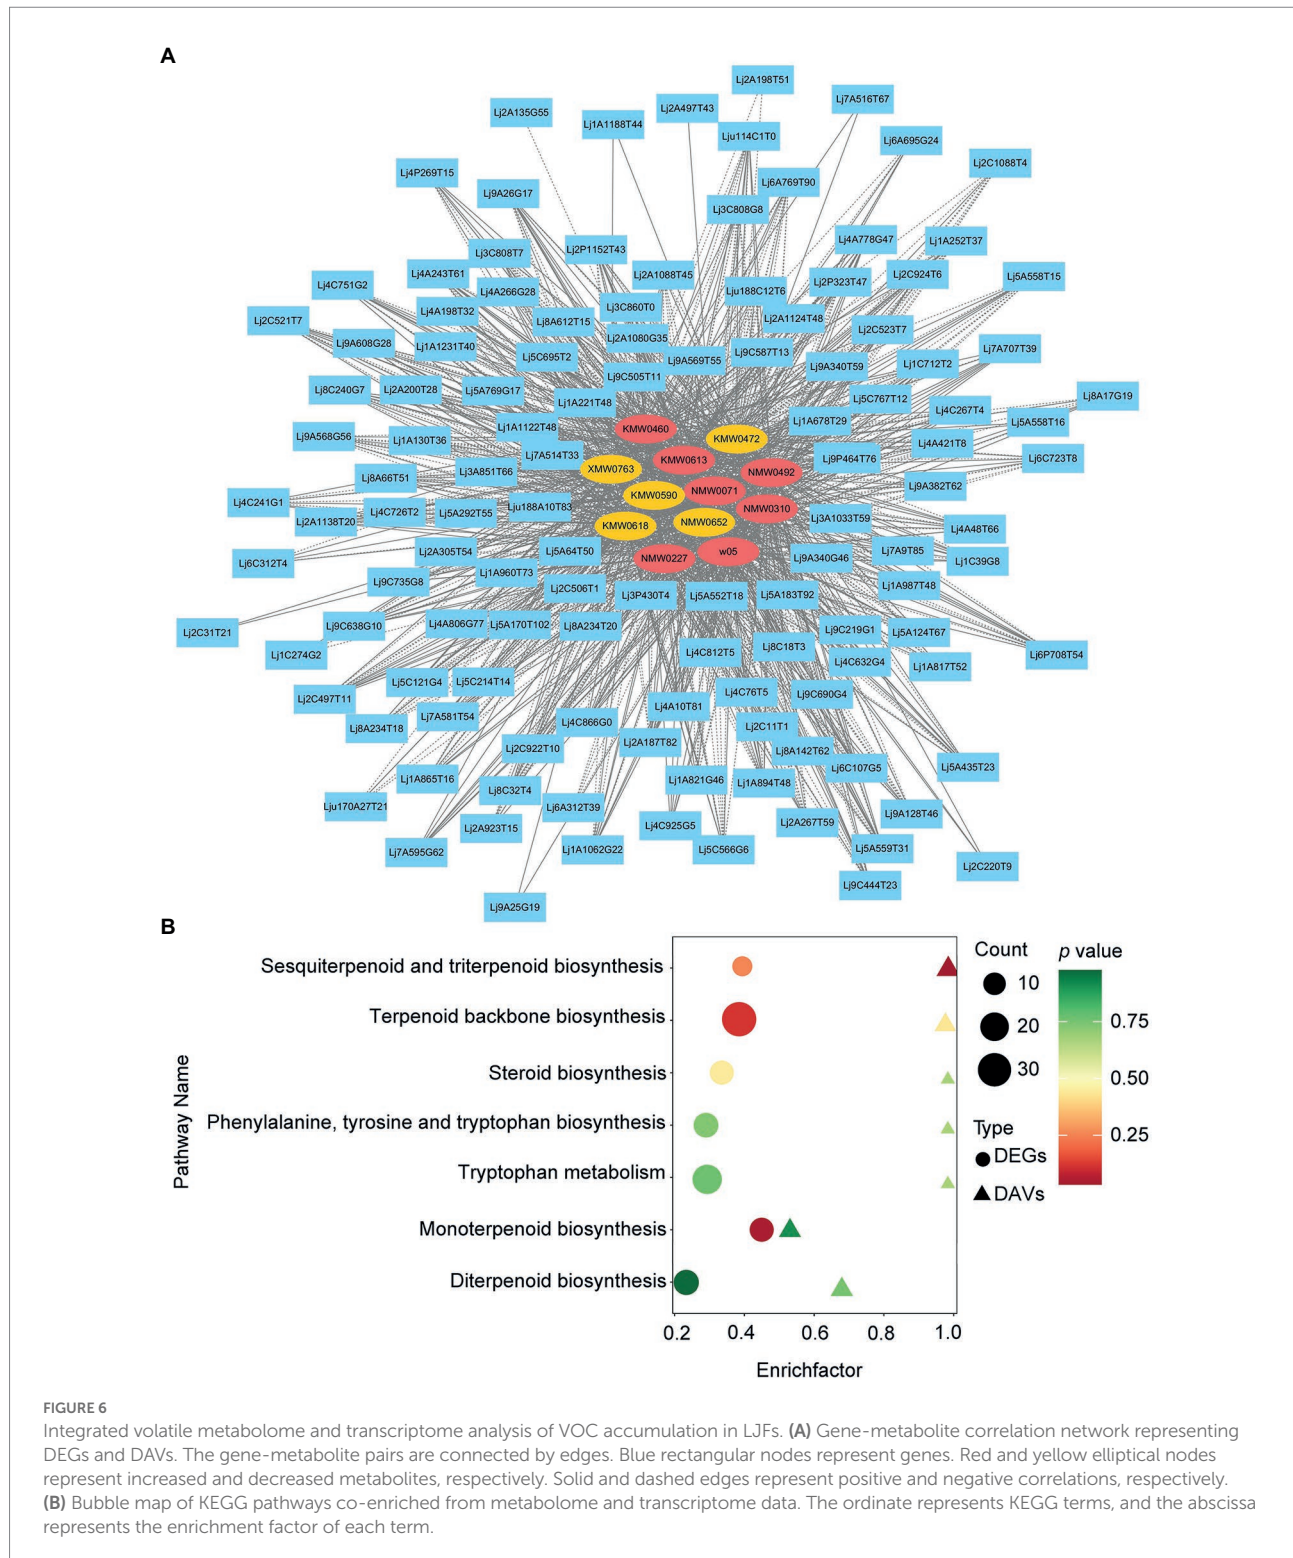 A
Lj2A198T51
Lj7A516T67
Lj2A497T43
Lj2A135G55
Lj1A1188T44
Lju114C1T0
Lj6A695G24
Lj2C1088T4
Lj4P269T15
Lj6A769T90
Lj9A26G17
Lj3C808G8
Lj4A778G47
Lj1A252T37
Lj2P1152T43
Lj3C808T7
Lj4A243T61
Lj2A1088T45
Lj2C924T6
Lj5A558T15
Lj4C751G2
Lj4A266G28
Lju188C12T6
Lj2P323T47
Lj4A198T32
Lj3C860T0
Lj2C521T7
Lj8A612T15
Lj2A1124T48
Lj2C523T7
Lj9A608G28
Lj1A1231T40
Lj2A1080G35
Lj7A707T39
Lj5C695T2
Lj9A569T55
Lj9C587T13
Lj9A340T59
Lj1C712T2
Lj9C505T11
Lj8C240G7
Lj2A200T28
Lj5A769G17
Lj5C767T12
Lj8A17G19
Lj1A221T48
Lj4C267T4
Lj1A678T29
Lj5A558T16
Lj1A1122T48
KMW0460
KMW0472
Lj9A568G56
Lj1A130T36
Lj4A421T8
Lj7A514T33
KMW0613
Lj9P464T76
Lj6C723T8
Lj3A851T66
XMW0763
NMW0492
Lj8A66T51
Lj9A382T62
KMW0590
NMW0071
Lj4C241G1
Lj4C726T2
Lj5A292T55
Lju188A10T83
NMW0310
Lj3A1033T59
Lj2A1138T20
KMW0618
NMW0652
Lj4A48T66
Lj2A305T54
Lj5A64T50
NMW0227
w05
Lj9A340G46
Lj7A9T85
Lj6C312T4
Lj1C39G8
Lj9C735G8
Lj1A960T73
Lj2C506T1
Lj3P430T4
Lj5A552T18
Lj5A183T92
Lj1A987T48
Lj2C31T21
Lj9C638G10
Lj4A806G77
Lj5A170T102
Lj8A234T20
Lj9C219G1
Lj5A124T67
Lj1C274G2
Lj4C812T5
Lj8C18T3
Lj4C632G4
Lj1A817T52
Lj6P708T54
Lj2C497T11
Lj5C121G4
Lj5C214T14
Lj4C76T5
Lj9C690G4
Lj8A234T18
Lj7A581T54
Lj4A10T81
Lj4C866G0
Lj2C11T1
Lj2C922T10
Lj2A187T82
Lj8A142T62
Lj1A865T16
Lj1A821G46
Lj1A894T48
Lj6C107G5
Lj5A435T23
Lju170A27T21
Lj8C32T4
Lj6A312T39
Lj2A923T15
Lj4C925G5
Lj2A267T59
Lj9A128T46
Lj7A595G62
Lj1A1062G22
Lj5C566G6
Lj5A559T31
Lj2C220T9
Lj9C444T23
Lj9A25G19
B
Pathway Name
Sesquiterpenoid and triterpenoid biosynthesis
Terpenoid backbone biosynthesis
Steroid biosynthesis
Phenylalanine, tyrosine and tryptophan biosynthesis
Tryptophan metabolism
Monoterpenoid biosynthesis
Diterpenoid biosynthesis
0.2 0.4 0.6 0.8 1.0
Enrichfactor
Count
10
20
30
Type
DEGs
DAVs
p value
0.75
0.50
0.25
FIGURE 6
Integrated volatile metabolome and transcriptome analysis of VOC accumulation in LJFs. (A) Gene-metabolite correlation network representing
DEGs and DAVs. The gene-metabolite pairs are connected by edges. Blue rectangular nodes represent genes. Red and yellow elliptical nodes
represent increased and decreased metabolites, respectively. Solid and dashed edges represent positive and negative correlations, respectively.
(B) Bubble map of KEGG pathways co-enriched from metabolome and transcriptome data. The ordinate represents KEGG terms, and the abscissa
represents the enrichment factor of each term.